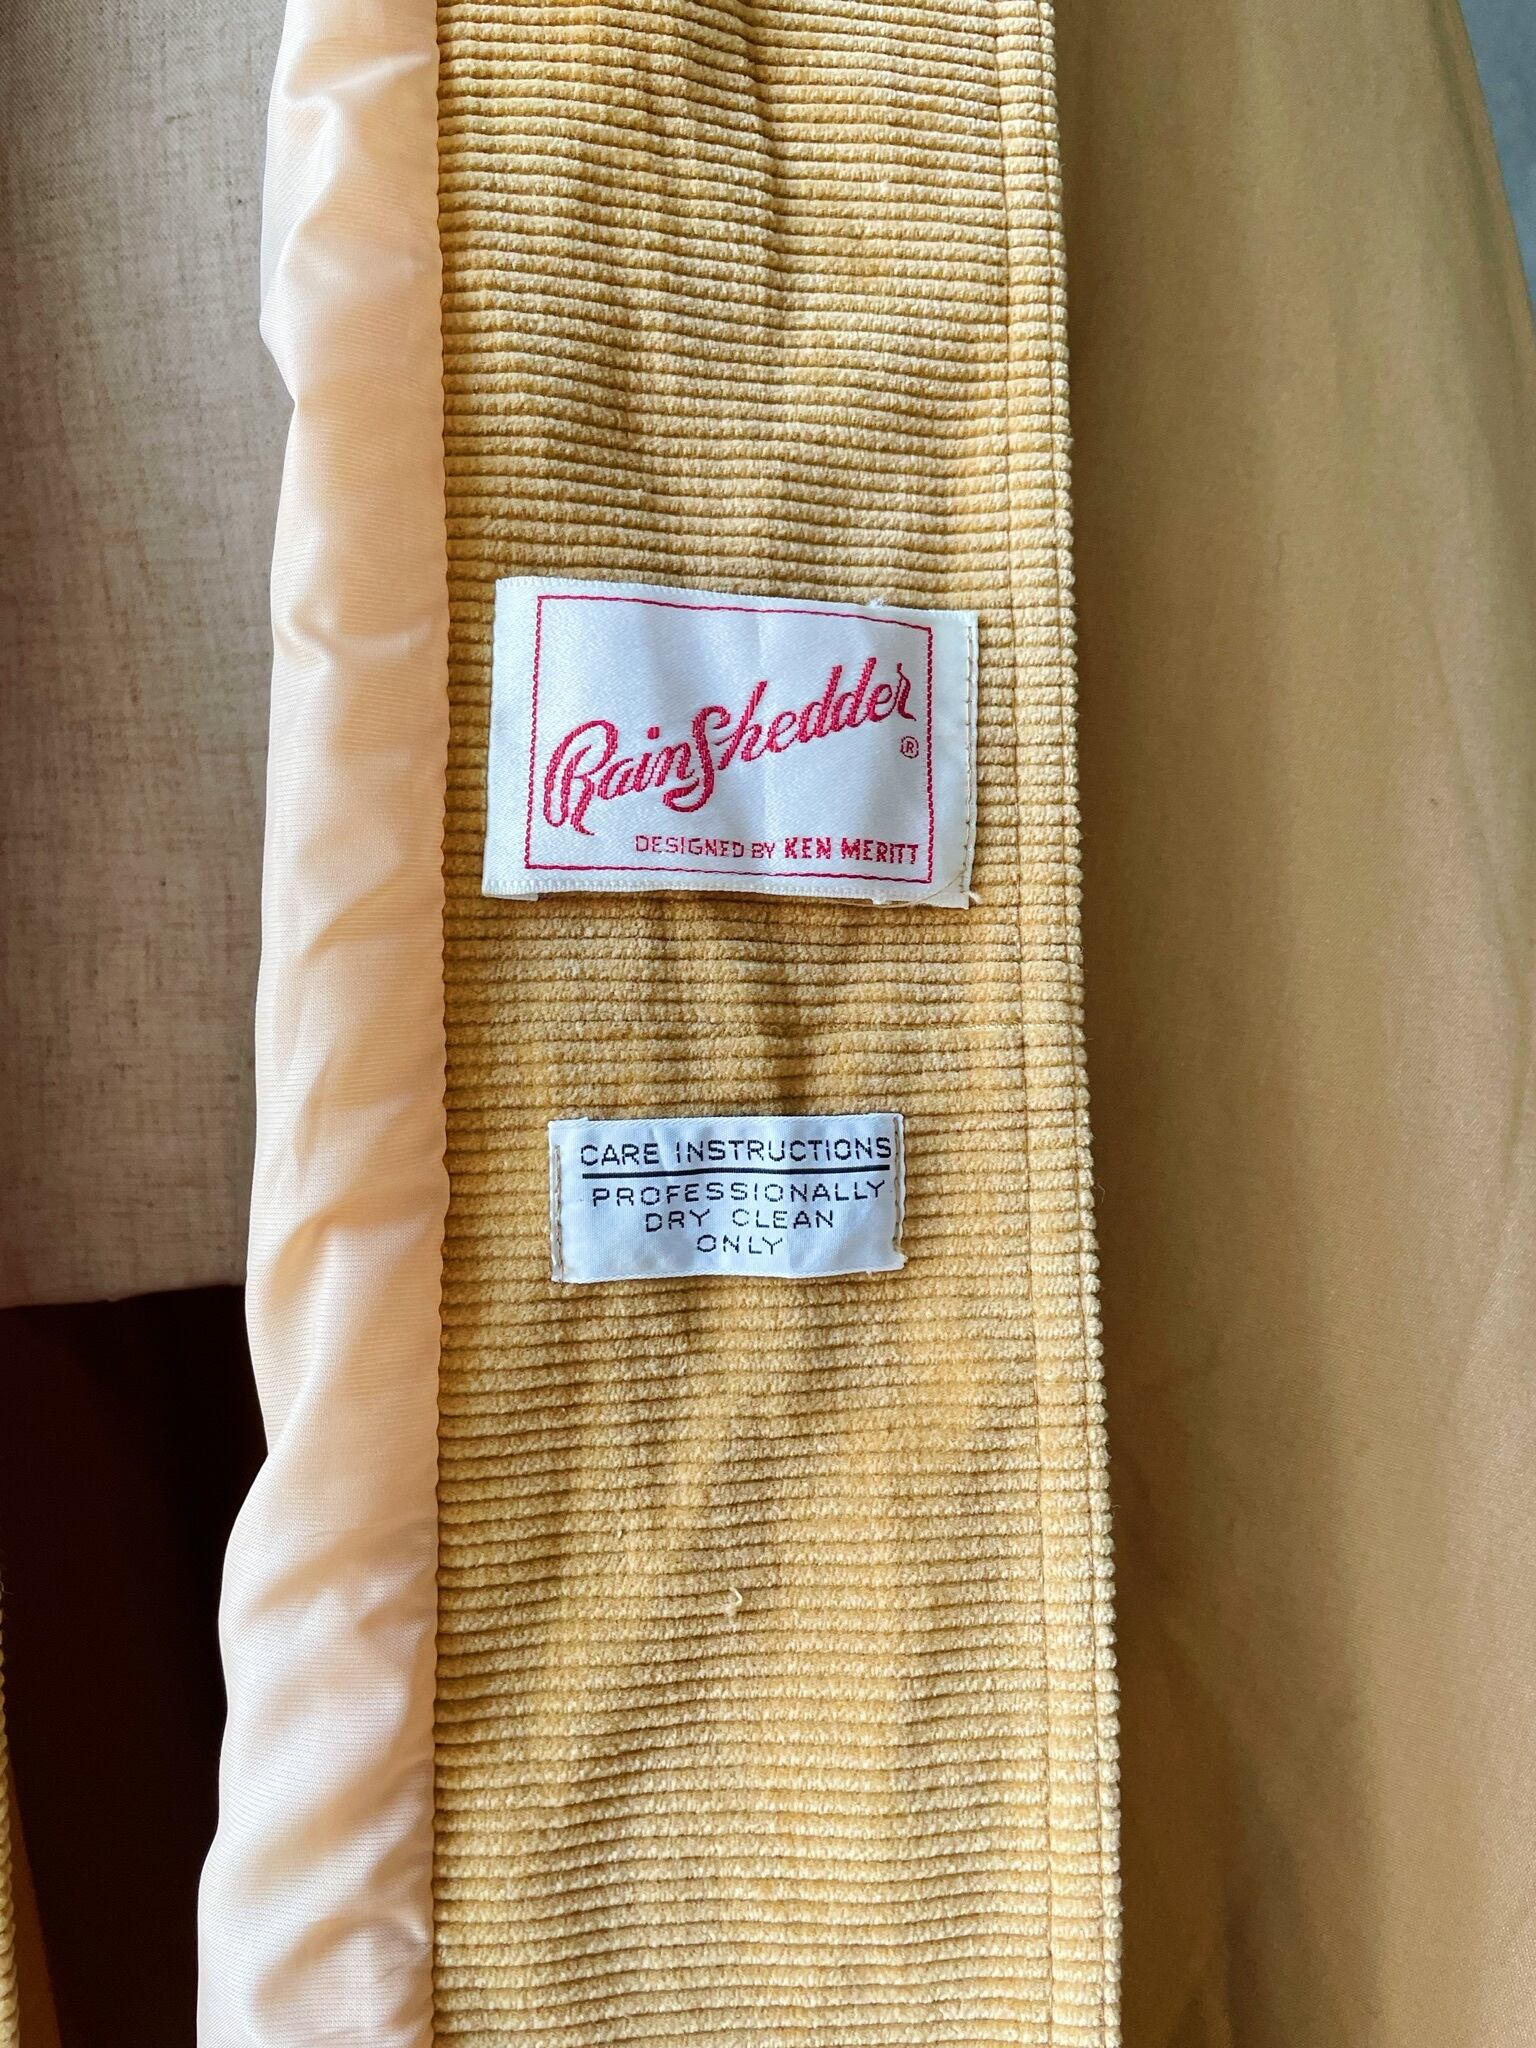 RainShedder ®
DESIGNED BY KEN MERITT
CARE INSTRUCTIONS
PROFESSIONALLY
DRY CLEAN
ONLY